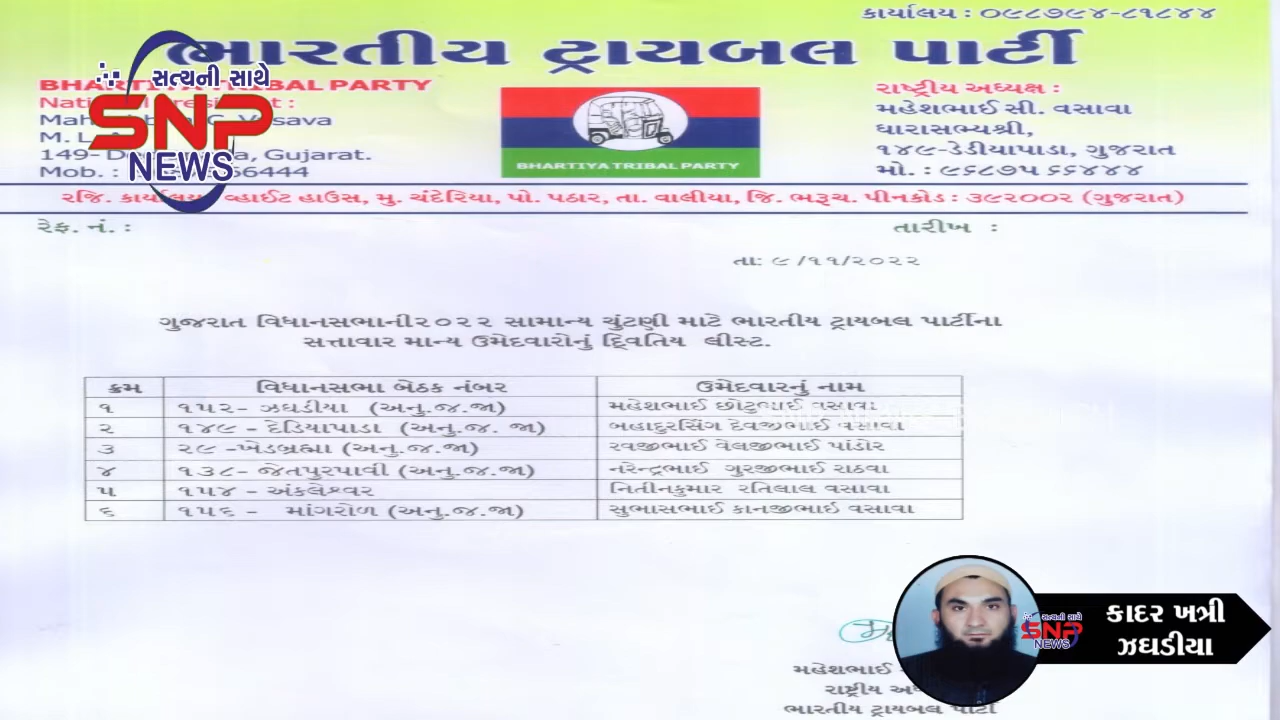 કાર્યાલય : ૦૯૮૭૯૪-૮૧૮૪૪
ભારતીય ટ્રાયબલ પાર્ટી
સત્યની સાથે
SNP
NEWS
BHARTIYA TRIBAL PARTY
National President :
Vasava
M. L. A.
149- Gujarat.
Mob. : 66444
BHARTIYA TRIBAL PARTY
રાષ્ટ્રીય અધ્યક્ષ :
મહેશભાઈ સી. વસાવા
ધારાસભ્યશ્રી,
૧૪૯-ડેડીયાપાડા, ગુજરાત
મો. : ૯૬૮૭૫ ૬૬૪૪૪
રજિ. કાર્યાલય : વ્હાઈટ હાઉસ, મુ. ચંદેરિયા, પો. પઠાર, તા. વાલીયા, જિ. ભરૂચ. પીનકોડ : ૩૯૨૦૦૨ (ગુજરાત)
રેફ. નં. :
તારીખ :
તા: ૯ /૧૧/૨૦૨૨
ગુજરાત વિધાનસભાની૨૦૨૨ સામાન્ય ચુંટણી માટે ભારતીય ટ્રાયબલ પાર્ટીના
સત્તાવાર માન્ય ઉમેદવારોનું દ્વિતિય લીસ્ટ.
ક્રમ વિધાનસભા બેઠક નંબર ઉમેદવારનું નામ
૧ ૧૫૨- ઝઘડીયા (અનુ.જ.જા) મહેશભાઈ છોટુભાઈ વસાવા
૨ ૧૪૯ - દેડિયાપાડા (અનુ.જ. જા) બહાદુરસિંગ દેવજીભાઈ વસાવા
૩ ૨૯ -ખેડબ્રહ્મા (અનુ.જ.જા) રવજીભાઈ વેલજીભાઈ પાંડોર
૪ ૧૩૮- જેતપુરપાવી (અનુ.જ.જા) નરેન્દ્રભાઈ ગુરજીભાઈ રાઠવા
૫ ૧૫૪ - અંકલેશ્વર નિતીનકુમાર રતિલાલ વસાવા
૬ ૧૫૬ - માંગરોળ (અનુ.જ.જા) સુભાસભાઈ કાનજીભાઈ વસાવા
મહેશભાઈ
રાષ્ટ્રીય
ભારતીય ટ્રાયબલ પાર્ટી
સત્યની સાથે
SNP
NEWS
કાદર ખત્રી
ઝઘડીયા